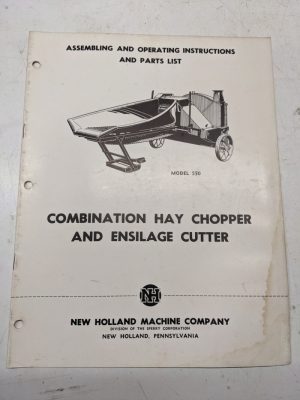 ASSEMBLING AND OPERATING INSTRUCTIONS
AND PARTS LIST
MODEL 550
COMBINATION HAY CHOPPER
AND ENSILAGE CUTTER
NH
NEW HOLLAND MACHINE COMPANY
DIVISION OF THE SPERRY CORPORATION
NEW HOLLAND, PENNSYLVANIA